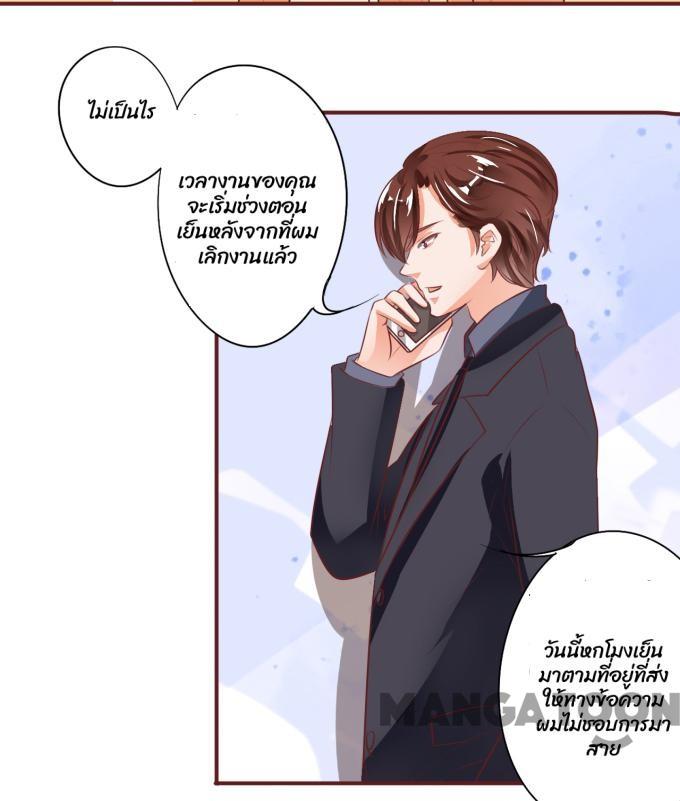 ไม่เป็นไร
เวลางานของคุณ
จะเริ่มช่วงตอน
เย็นหลังจากที่ผม
เลิกงานแล้ว
วันนี้หกโมงเย็น
มาตามที่อยู่ที่ส่ง
ให้ทางข้อความ
ผมไม่ชอบการมา
สาย
MANGATOON